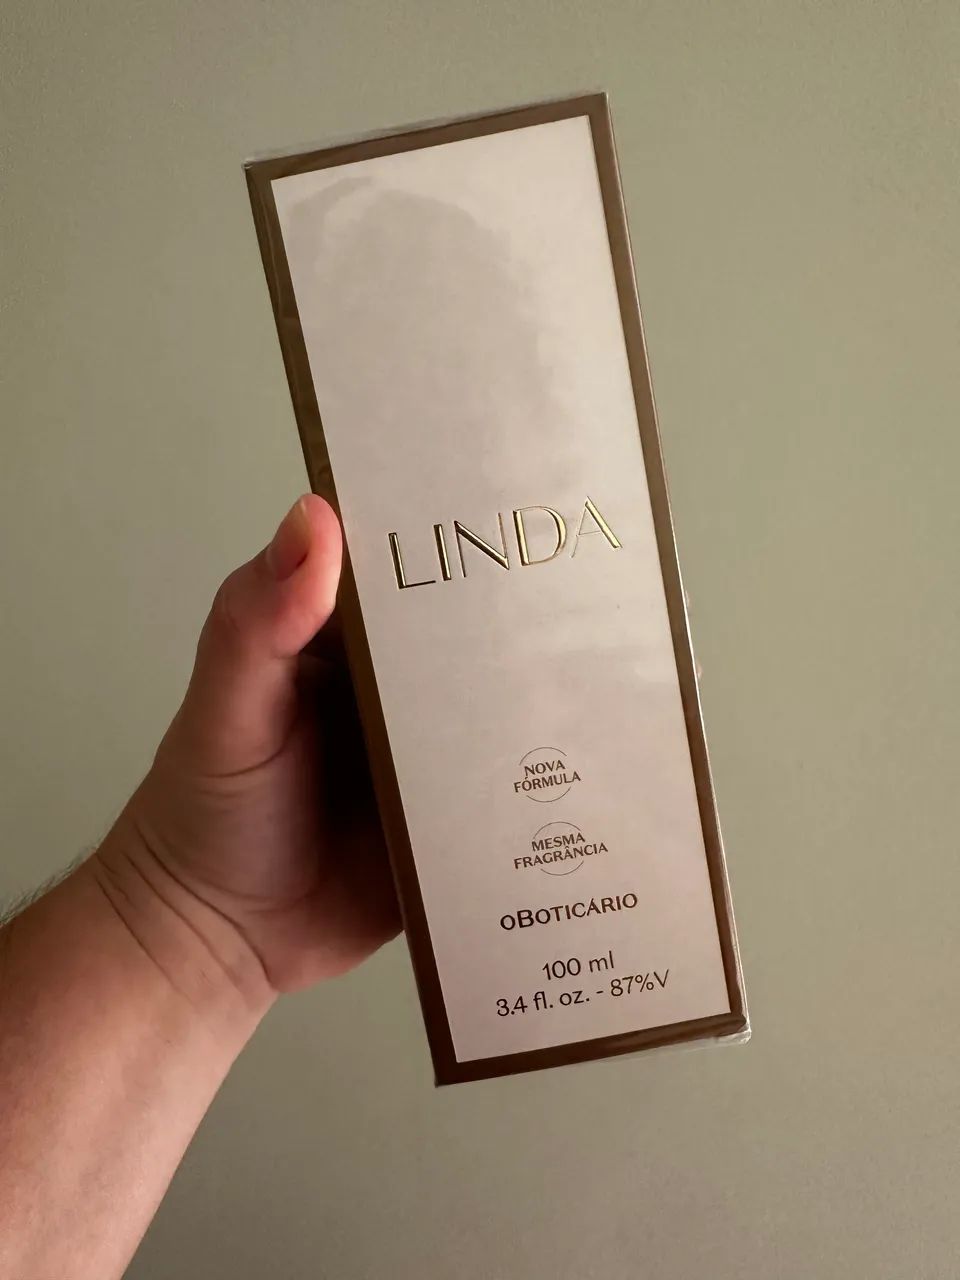 LINDA
NOVA
FÓRMULA
MESMA
FRAGRÂNCIA
oBOTICÁRIO
100 ml
3.4 fl. oz. - 87%V